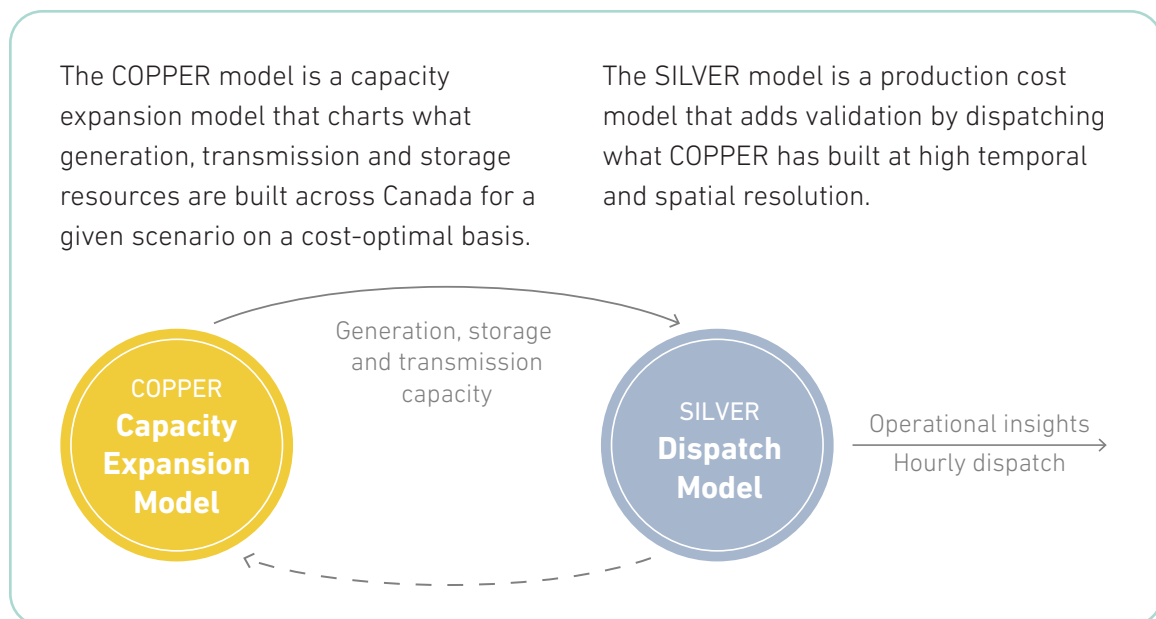 The COPPER model is a capacity
expansion model that charts what
generation, transmission and storage
resources are built across Canada for a
given scenario on a cost-optimal basis.
The SILVER model is a production cost
model that adds validation by dispatching
what COPPER has built at high temporal
and spatial resolution.
Generation, storage
and transmission
capacity
COPPER
Capacity
Expansion
Model
SILVER
Dispatch
Model
Operational insights
Hourly dispatch